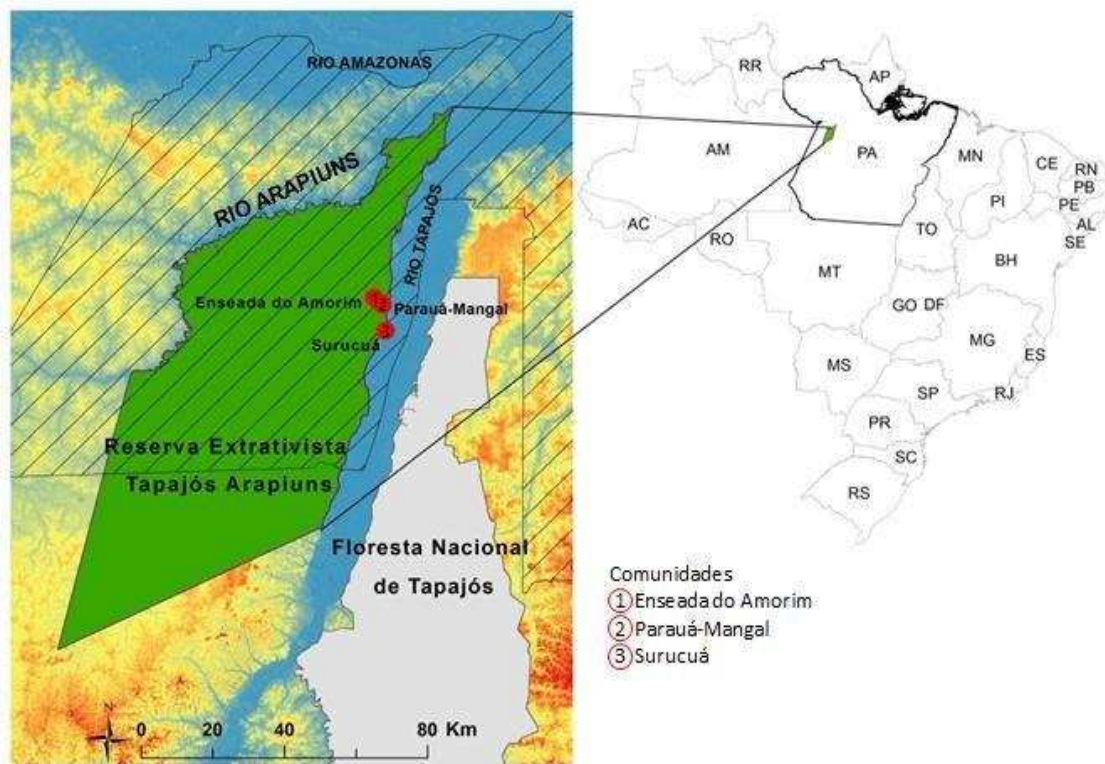 RIO AMAZONAS
RIO ARAPIUNS
RIO TAPAJÓS
Enseada do Amorim
Parauá-Mangal
Surucuá
Reserva Extrativista
Tapajós Arapiuns
Floresta Nacional
de Tapajós
N
0 20 40 80 Km
RR
AP
AM
PA
MN
CE
RN
PB
PE
PI
AL
SE
AC
RO
TO
BH
MT
GO
DF
MG
ES
MS
SP
RJ
PR
SC
RS
Comunidades
1 Enseada do Amorim
2 Parauá-Mangal
3 Surucuá